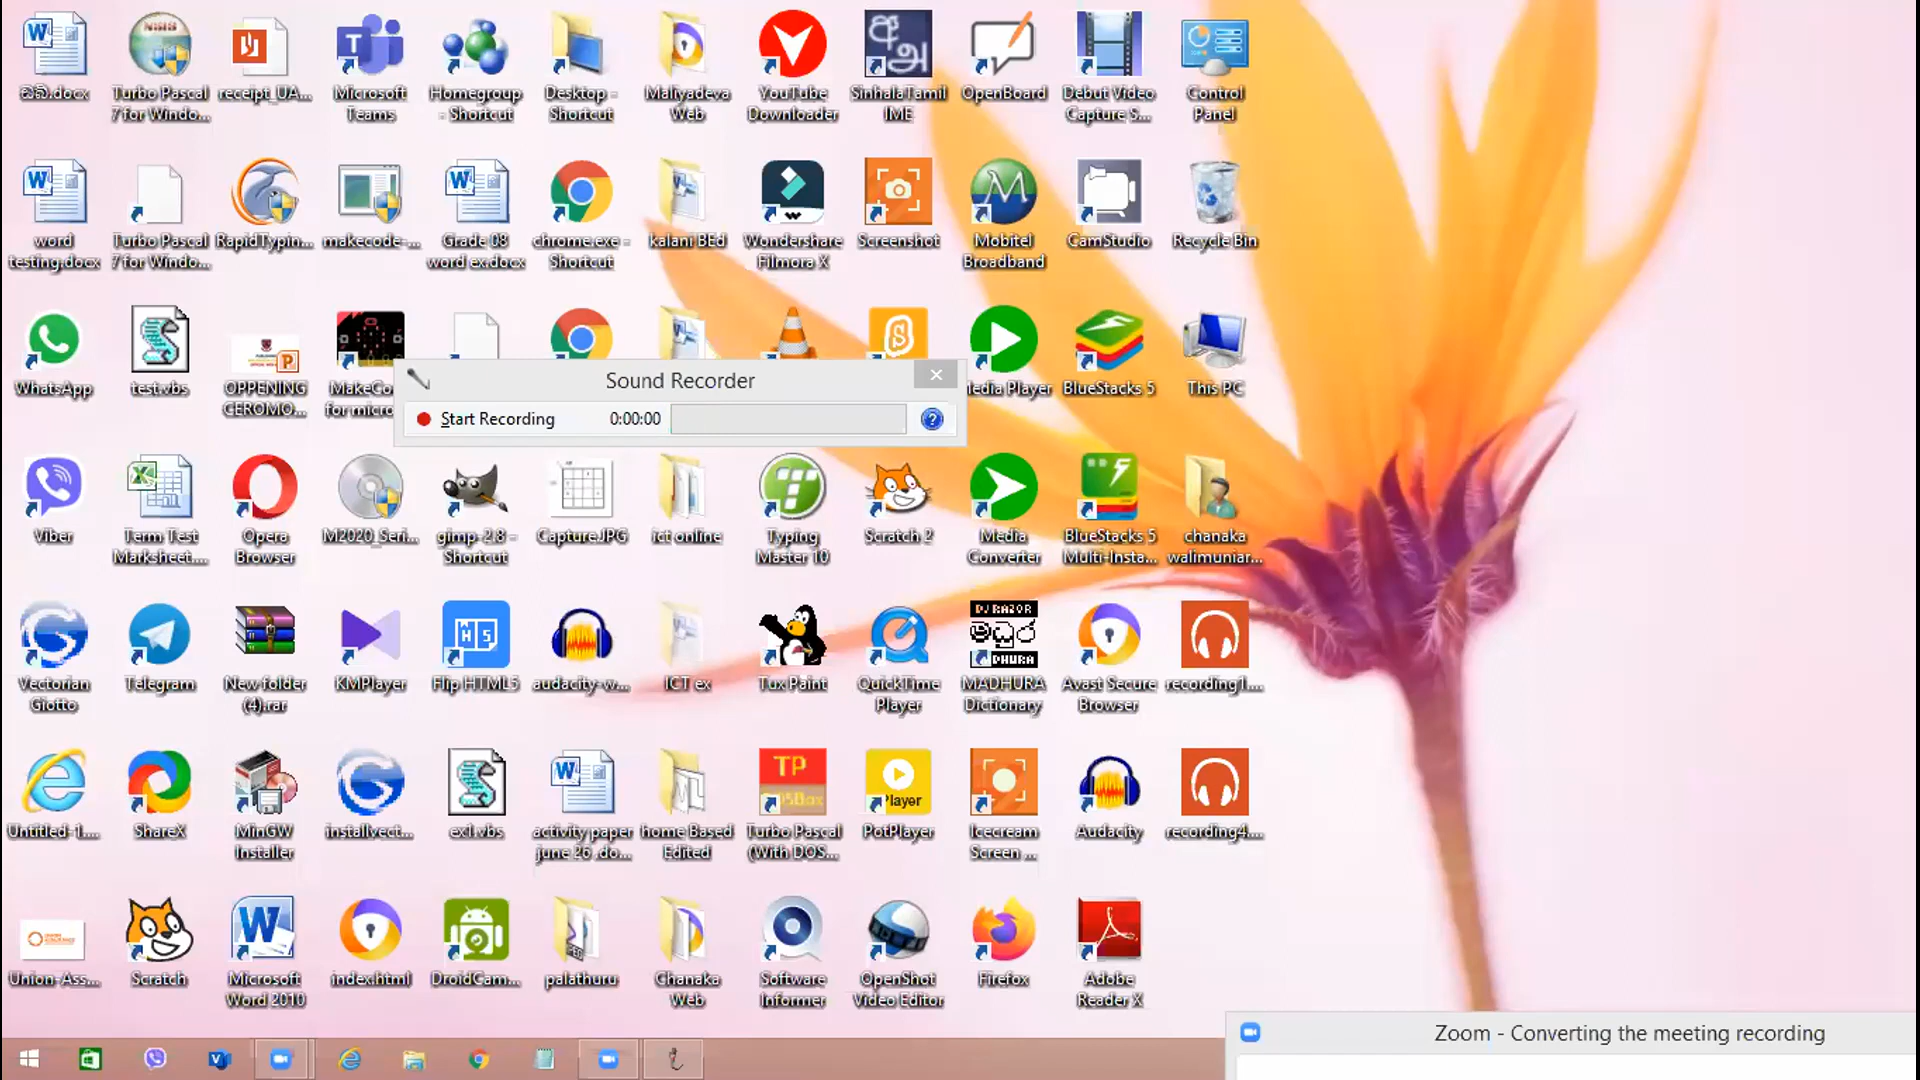 ඔබ.docx
Turbo Pascal
7 for Windo...
receipt_UA...
Microsoft
Teams
Homegroup
- Shortcut
Desktop -
Shortcut
Maliyadeva
Web
YouTube
Downloader
SinhalaTamil
IME
OpenBoard
Debut Video
Capture S...
Control
Panel
word
testing.docx
Turbo Pascal
7 for Windo...
RapidTypin...
makecode-...
Grade 08
word ex.docx
chrome.exe -
Shortcut
kalani BEd
Wondershare
Filmora X
Screenshot
Mobitel
Broadband
CamStudio
Recycle Bin
WhatsApp
test.vbs
OPPENING
CEROMO...
MakeCo
for micro
Media Player
BlueStacks 5
This PC
Sound Recorder
Start Recording
0:00:00
Viber
Term Test
Marksheet....
Opera
Browser
M2020_Seri...
gimp-2.8 -
Shortcut
Capture.JPG
ict online
Typing
Master 10
Scratch 2
Media
Converter
BlueStacks 5
Multi-Insta...
chanaka
walimuniar...
Vectorian
Giotto
Telegram
New folder
(4).rar
KMPlayer
Flip HTML5
audacity-w...
ICT ex
Tux Paint
QuickTime
Player
DJ RAZOR
මධුර
MADHURA
Dictionary
Avast Secure
Browser
recording1....
Untitled-1....
ShareX
MinGW
Installer
installvect...
ex1.vbs
activity paper
june 26 .do...
home Based
Edited
TP
DOSBox
Turbo Pascal
(With DOS...
Player
PotPlayer
Icecream
Screen ...
Audacity
recording4....
Union-Ass...
Scratch
Microsoft
Word 2010
index.html
DroidCam...
palathuru
Chanaka
Web
Software
Informer
OpenShot
Video Editor
Firefox
Adobe
Reader X
Zoom - Converting the meeting recording